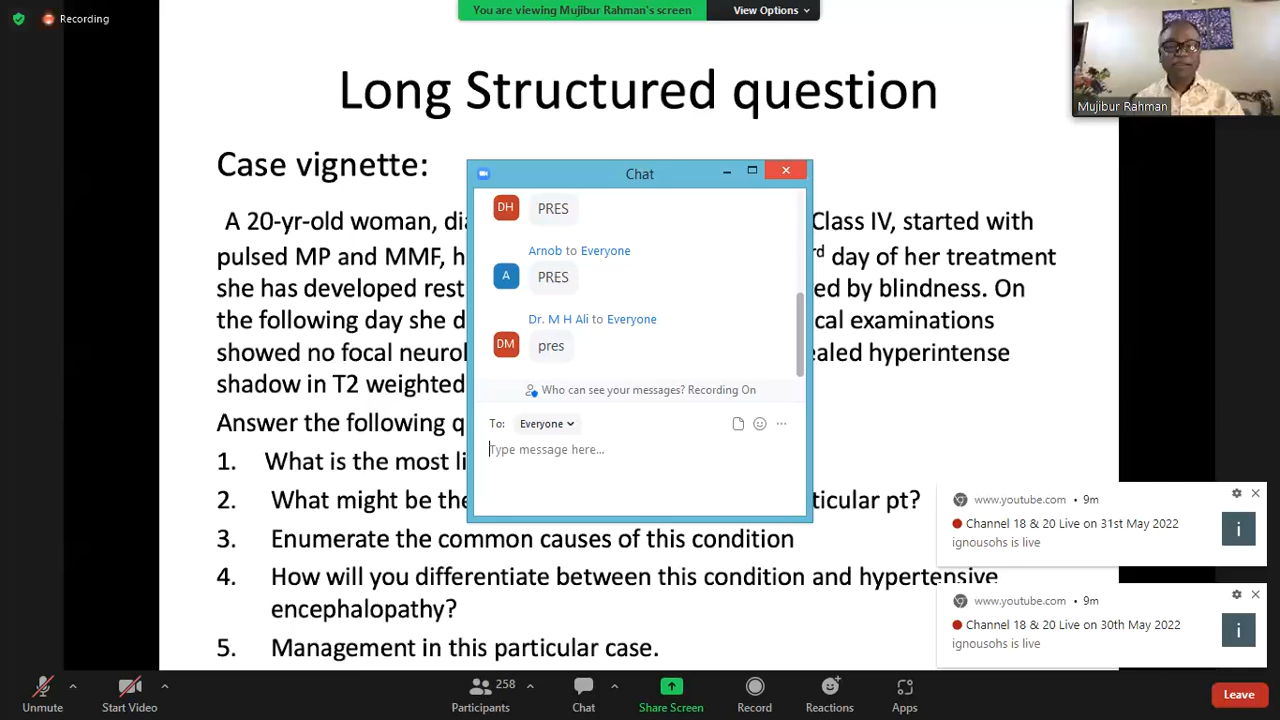 Recording
You are viewing Mujibur Rahman's screen
View Options
Mujibur Rahman
Long Structured question
Case vignette:
A 20-yr-old woman, dia
Class IV, started with
pulsed MP and MMF, h
rd day of her treatment
she has developed rest
ed by blindness. On
the following day she d
cal examinations
showed no focal neurol
ealed hyperintense
shadow in T2 weighted
Answer the following q
1. What is the most li
2. What might be the
ticular pt?
3. Enumerate the common causes of this condition
4. How will you differentiate between this condition and hypertensive
encephalopathy?
5. Management in this particular case.
Chat
DH
PRES
Arnob to Everyone
A
PRES
Dr. M H Ali to Everyone
DM
pres
Who can see your messages? Recording On
To: Everyone
Type message here...
www.youtube.com • 9m
Channel 18 & 20 Live on 31st May 2022
ignousohs is live
i
www.youtube.com • 9m
Channel 18 & 20 Live on 30th May 2022
ignousohs is live
i
Unmute
Start Video
258
Participants
Chat
Share Screen
Record
Reactions
Apps
Leave